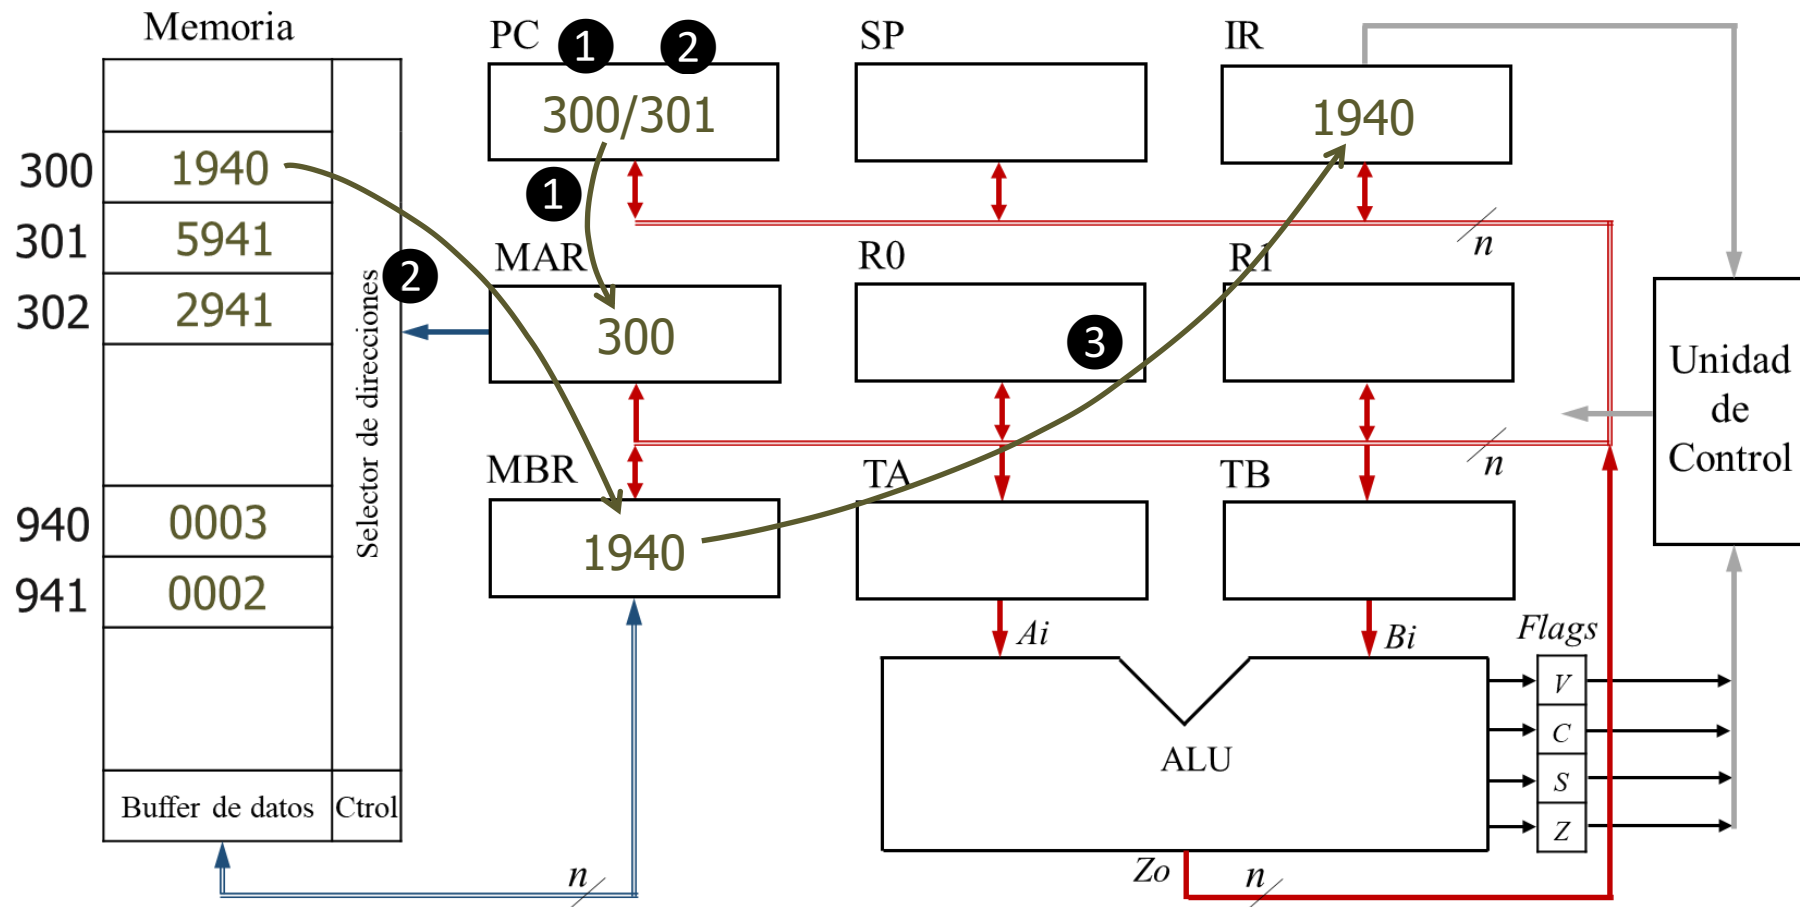 Memoria
PC
1
2
SP
IR
300/301
1940
300
1940
301
5941
302
2941
1
n
MAR
R0
R1
2
Selector de direcciones
300
3
Unidad
de
Control
n
MBR
TA
TB
940
0003
1940
941
0002
Ai
Bi
Flags
V
C
S
Z
ALU
Buffer de datos
Ctrol
Zo
n
n